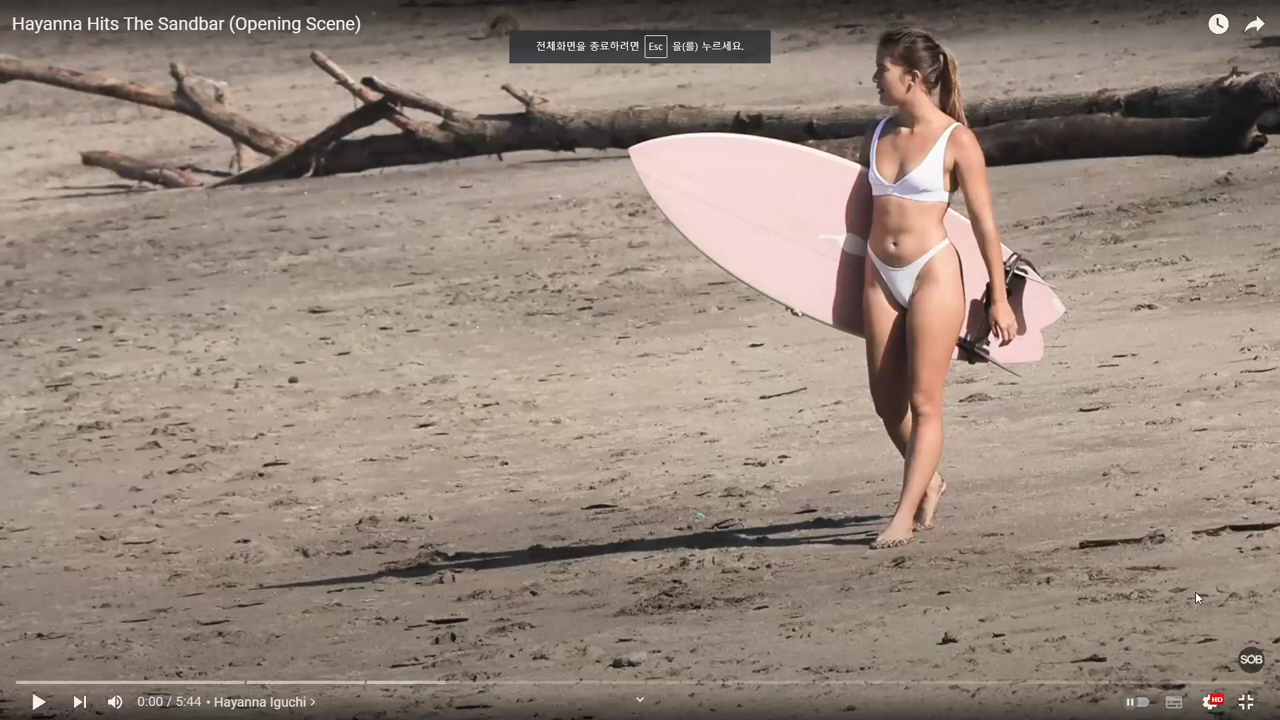 Hayanna Hits The Sandbar (Opening Scene)
전체화면을 종료하려면 Esc 을(를) 누르세요.
SOB
0:00 / 5:44 • Hayanna Iguchi >
HD